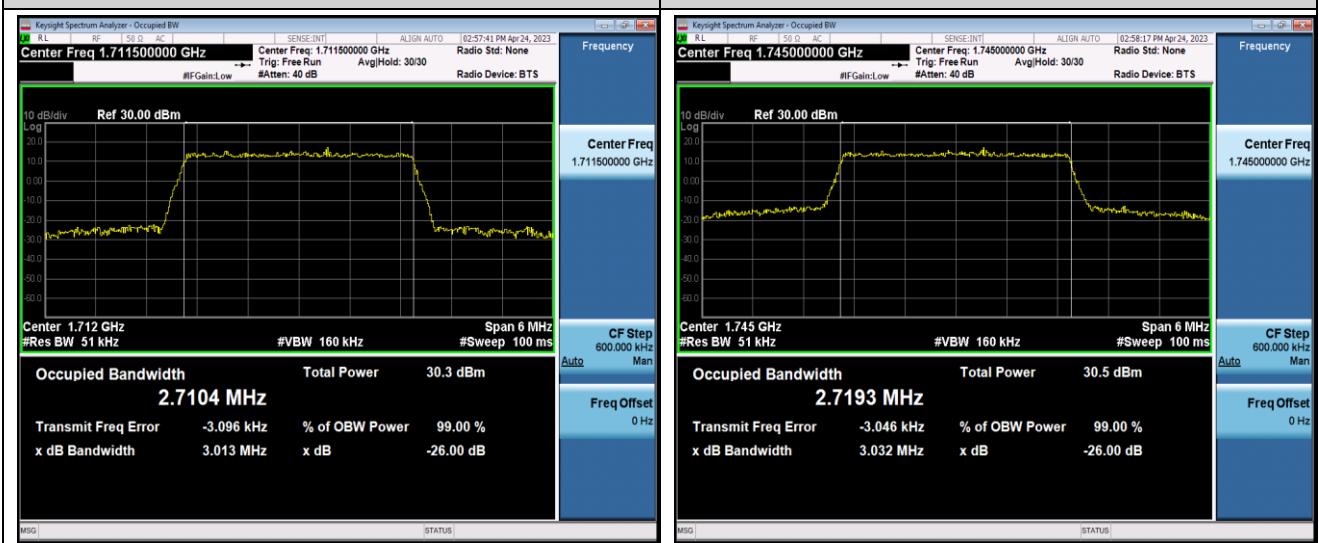 Keysight Spectrum Analyzer - Occupied BW
RL RF 50 Ω AC SENSE:INT ALIGN AUTO 02:57:41 PM Apr 24, 2023
Center Freq 1.711500000 GHz
Center Freq: 1.711500000 GHz Radio Std: None
Trig: Free Run Avg|Hold: 30/30
#IFGain:Low #Atten: 40 dB Radio Device: BTS
10 dB/div Ref 30.00 dBm
Log
20.0
10.0
0.00
-10.0
-20.0
-30.0
-40.0
-50.0
-60.0
Center 1.712 GHz Span 6 MHz
#Res BW 51 kHz #VBW 160 kHz #Sweep 100 ms
Occupied Bandwidth Total Power 30.3 dBm
2.7104 MHz
Transmit Freq Error -3.096 kHz % of OBW Power 99.00 %
x dB Bandwidth 3.013 MHz x dB -26.00 dB
MSG STATUS
Frequency
Center Freq
1.711500000 GHz
CF Step
600.000 kHz
Auto Man
Freq Offset
0 Hz
Keysight Spectrum Analyzer - Occupied BW
RL RF 50 Ω AC SENSE:INT ALIGN AUTO 02:58:17 PM Apr 24, 2023
Center Freq 1.745000000 GHz
Center Freq: 1.745000000 GHz Radio Std: None
Trig: Free Run Avg|Hold: 30/30
#IFGain:Low #Atten: 40 dB Radio Device: BTS
10 dB/div Ref 30.00 dBm
Log
20.0
10.0
0.00
-10.0
-20.0
-30.0
-40.0
-50.0
-60.0
Center 1.745 GHz Span 6 MHz
#Res BW 51 kHz #VBW 160 kHz #Sweep 100 ms
Occupied Bandwidth Total Power 30.5 dBm
2.7193 MHz
Transmit Freq Error -3.046 kHz % of OBW Power 99.00 %
x dB Bandwidth 3.032 MHz x dB -26.00 dB
MSG STATUS
Frequency
Center Freq
1.745000000 GHz
CF Step
600.000 kHz
Auto Man
Freq Offset
0 Hz